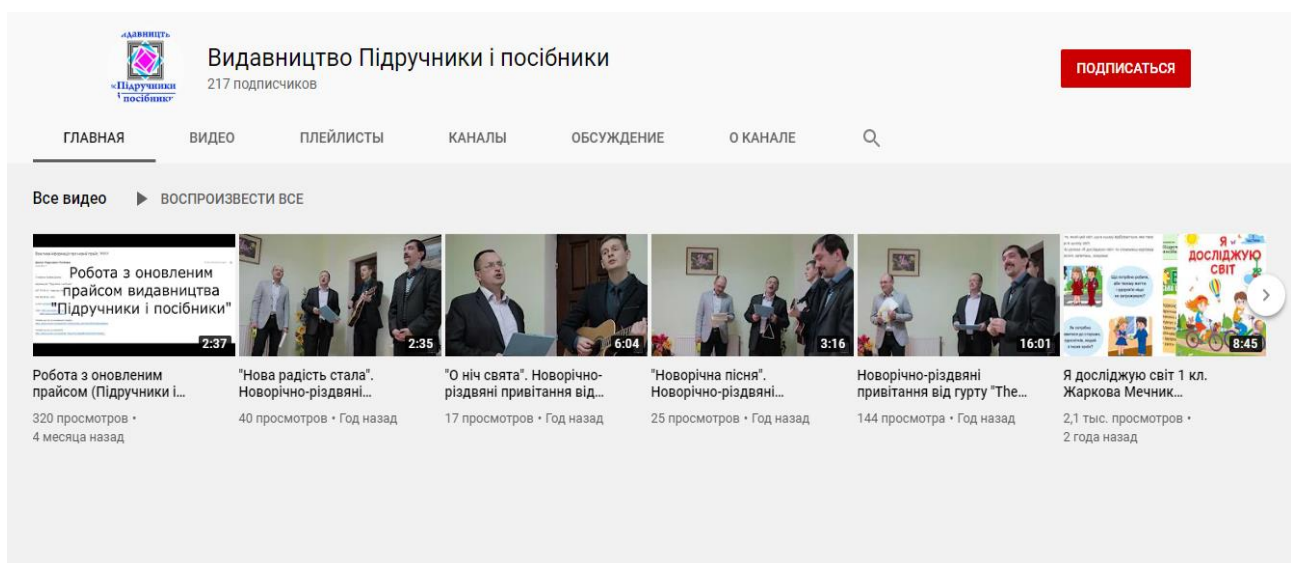 идавницть
«Підручники
посібник
Видавництво Підручники і посібники
217 подписчиков
ПОДПИСАТЬСЯ
ГЛАВНАЯ
ВИДЕО
ПЛЕЙЛИСТЫ
КАНАЛЫ
ОБСУЖДЕНИЕ
О КАНАЛЕ
Все видео
ВОСПРОИЗВЕСТИ ВСЕ
Робота з оновленим
прайсом видавництва
"Підручники і посібники"
2:37
Робота з оновленим
прайсом (Підручники і...
320 просмотров •
4 месяца назад
2:35
"Нова радість стала".
Новорічно-різдвяні...
40 просмотров • Год назад
6:04
"О ніч свята". Новорічно-
різдвяні привітання від...
17 просмотров • Год назад
3:16
"Новорічна пісня".
Новорічно-різдвяні...
25 просмотров • Год назад
16:01
Новорічно-різдвяні
привітання від гурту "The...
144 просмотра • Год назад
Я
ДОСЛІДЖУЮ
СВІТ
8:45
Я досліджую світ 1 кл.
Жаркова Мечник...
2,1 тыс. просмотров •
2 года назад